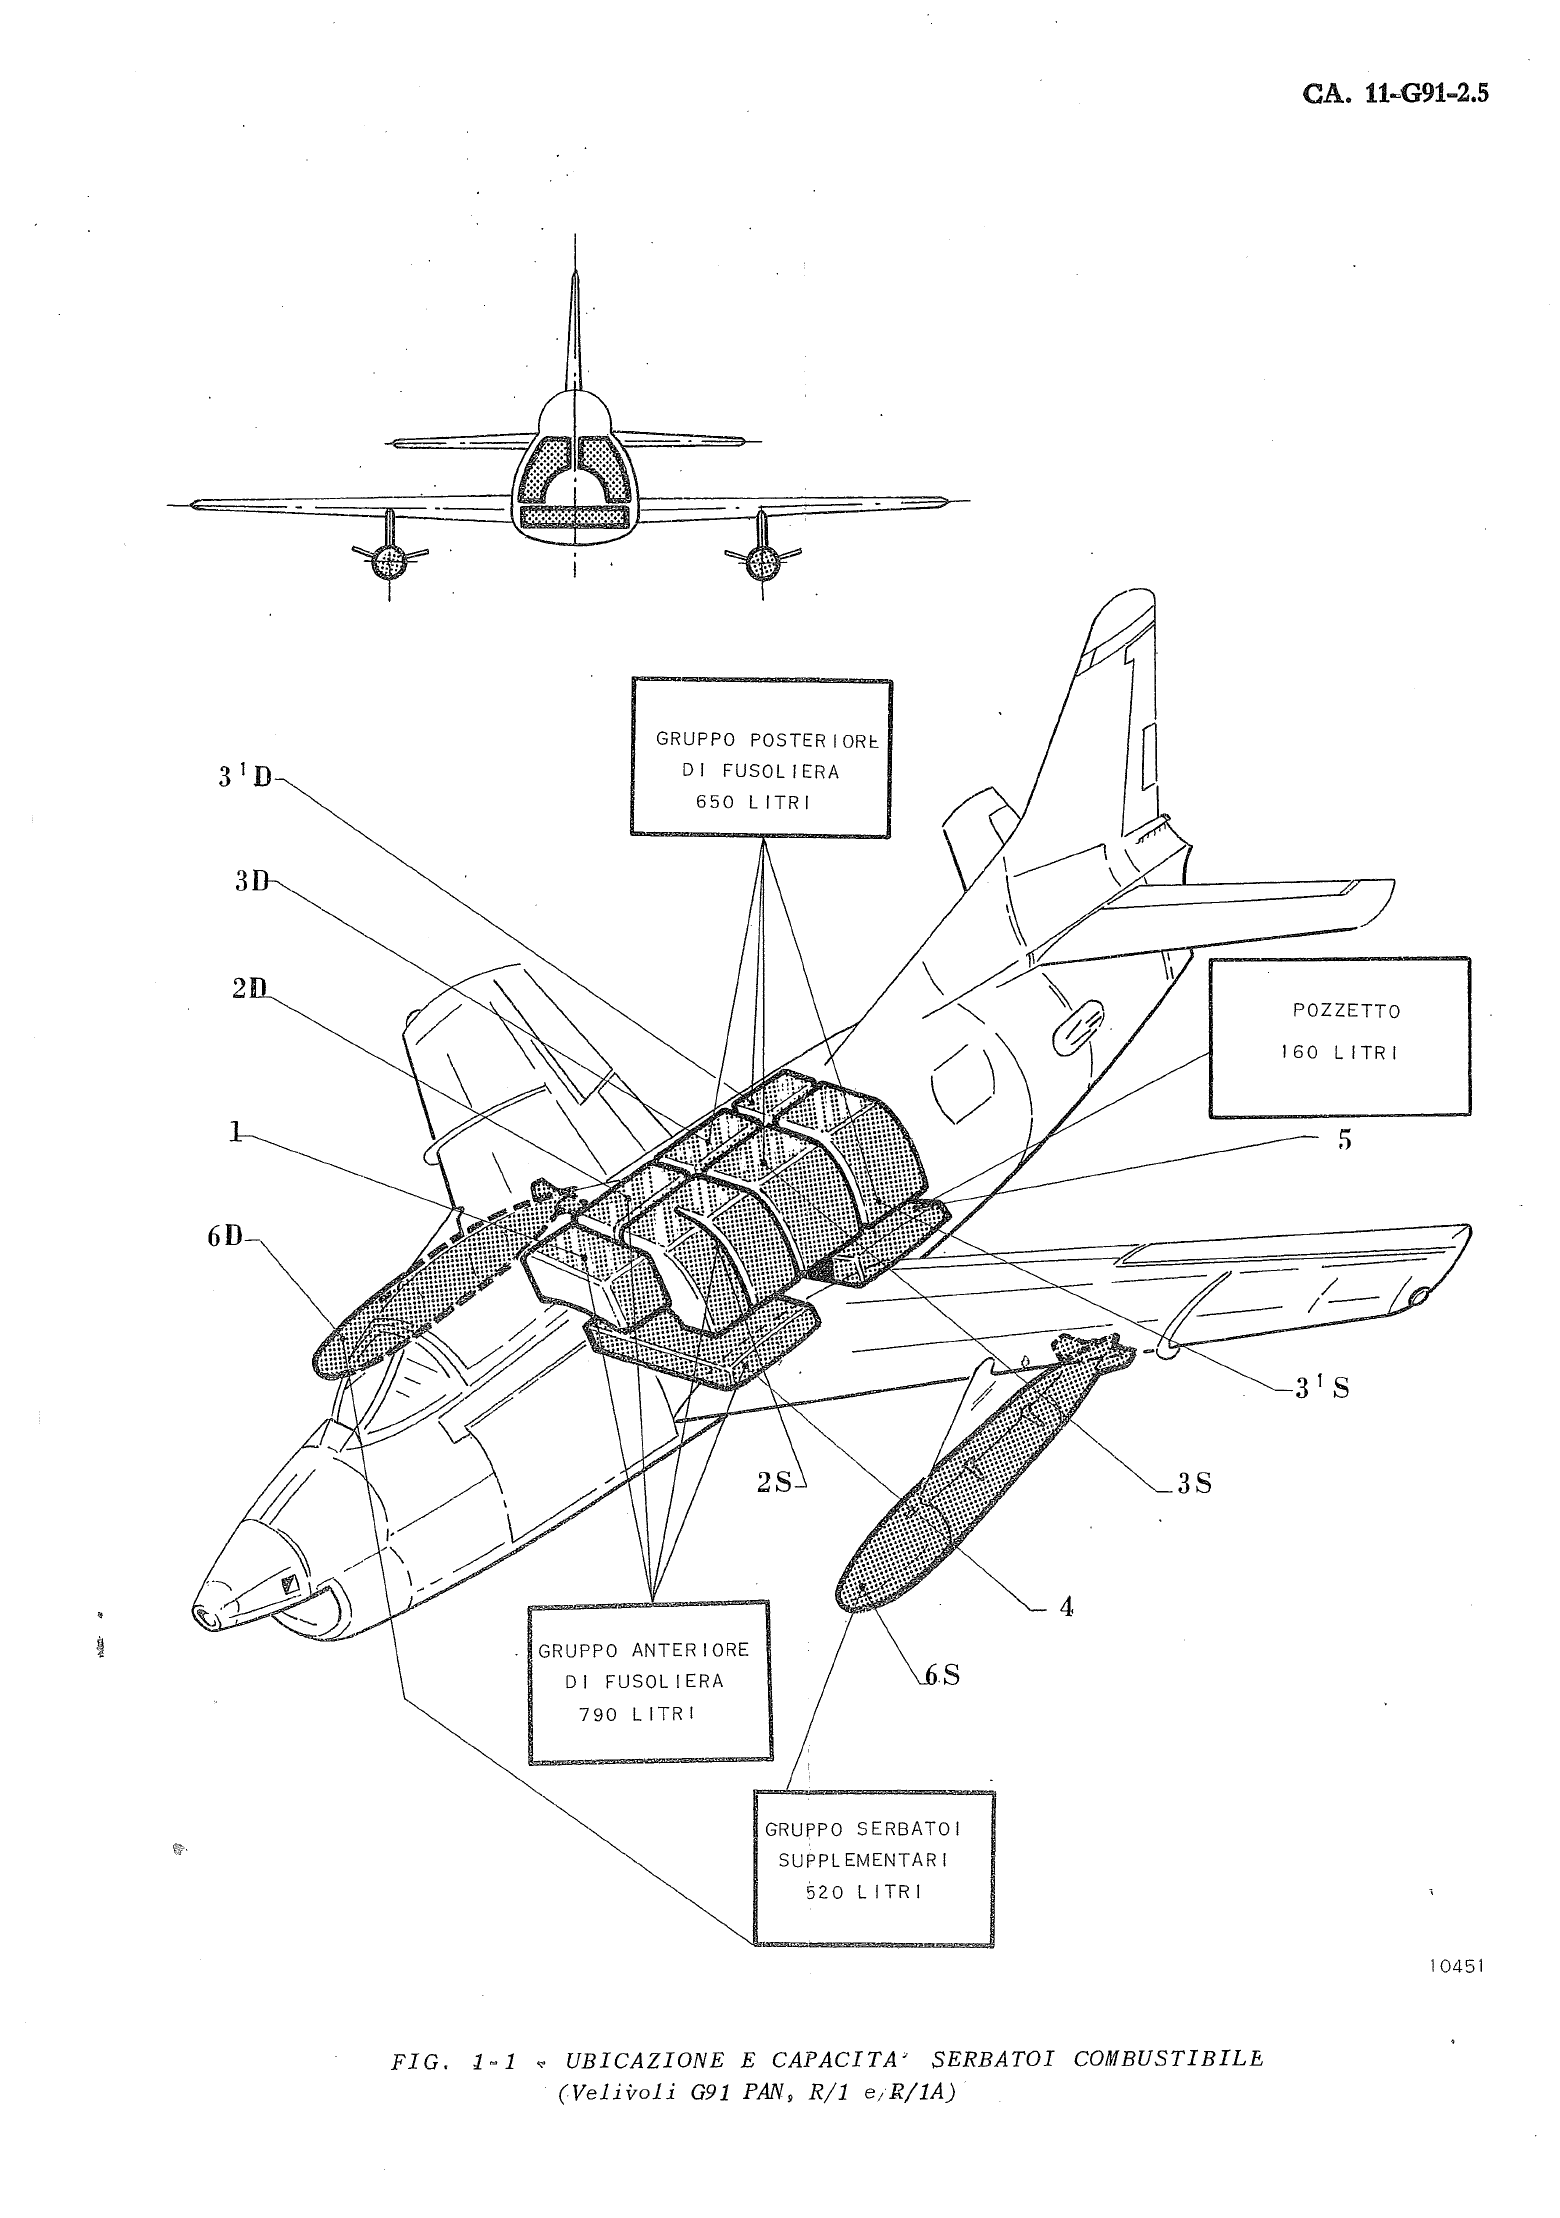 CA. 11-G91-2.5
GRUPPO POSTERIORE
DI FUSOLIERA
650 LITRI
3'D
3D
2D
POZZETTO
160 LITRI
1
5
6D
3'S
2S
3S
4
GRUPPO ANTERIORE
DI FUSOLIERA
790 LITRI
6S
GRUPPO SERBATOI
SUPPLEMENTARI
520 LITRI
10451
FIG. 1-1 - UBICAZIONE E CAPACITA' SERBATOI COMBUSTIBILE
(Velivoli G91 PAN, R/1 e R/1A)